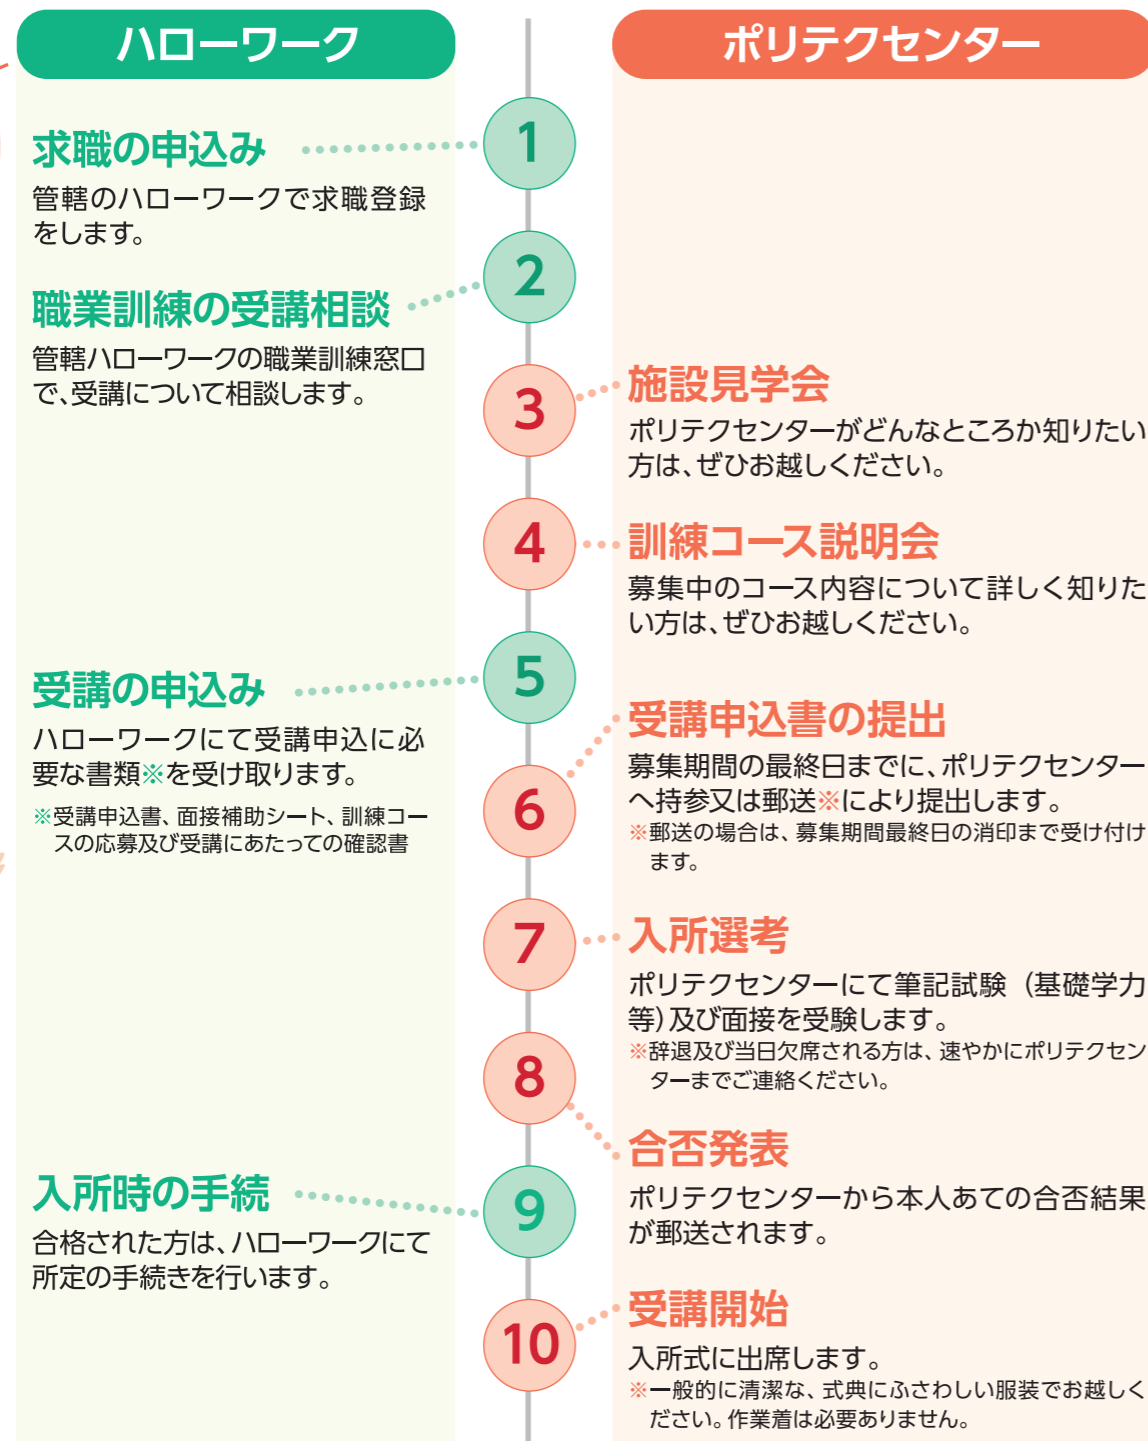 ハローワーク
ポリテクセンター
1
求職の申込み
管轄のハローワークで求職登録
をします。
2
職業訓練の受講相談
管轄ハローワークの職業訓練窓口
で、受講について相談します。
3
施設見学会
ポリテクセンターがどんなところか知りたい
方は、ぜひお越しください。
4
訓練コース説明会
募集中のコース内容について詳しく知りた
い方は、ぜひお越しください。
5
受講の申込み
ハローワークにて受講申込に必
要な書類※を受け取ります。
※受講申込書、面接補助シート、訓練コー
スの応募及び受講にあたっての確認書
6
受講申込書の提出
募集期間の最終日までに、ポリテクセンター
へ持参又は郵送※により提出します。
※郵送の場合は、募集期間最終日の消印まで受け付け
ます。
7
入所選考
ポリテクセンターにて筆記試験（基礎学力
等）及び面接を受験します。
※辞退及び当日欠席される方は、速やかにポリテクセン
ターまでご連絡ください。
8
合否発表
ポリテクセンターから本人あての合否結果
が郵送されます。
9
入所時の手続
合格された方は、ハローワークにて
所定の手続きを行います。
10
受講開始
入所式に出席します。
※一般的に清潔な、式典にふさわしい服装でお越しく
ださい。作業着は必要ありません。